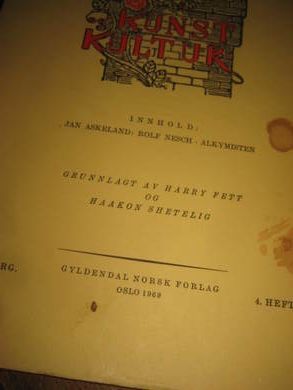 KUNST
KULTUR
INNHOLD:
JAN ASKELAND: ROLF NESCH - ALKYMISTEN
GRUNNLAGT AV HARRY FETT
OG
HAAKON SHETELIG
RG.
GYLDENDAL NORSK FORLAG
4. HEFT
OSLO 1969